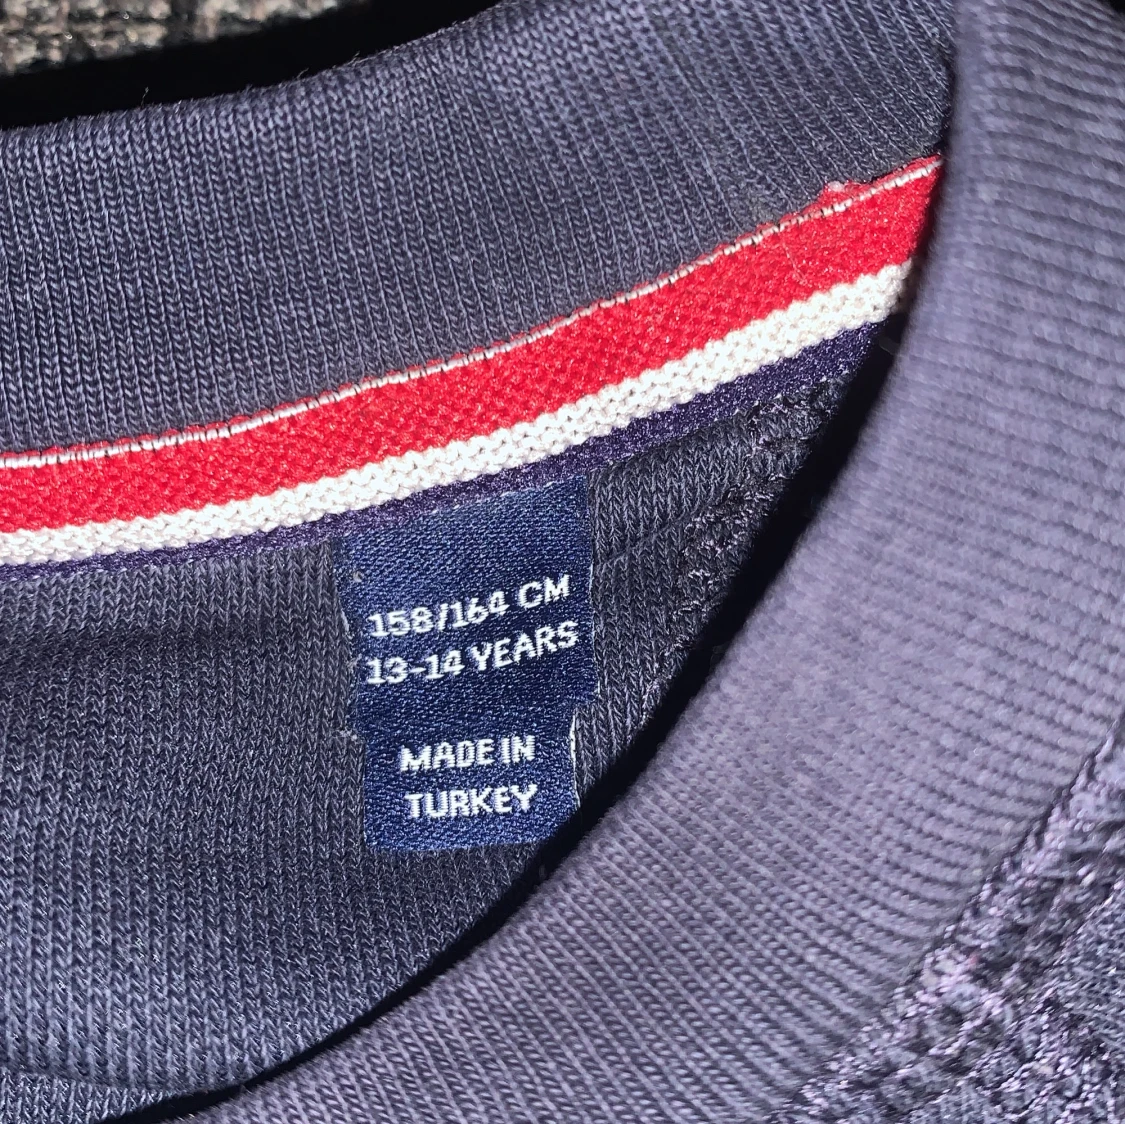 158/164 CM
13-14 YEARS
MADE IN
TURKEY